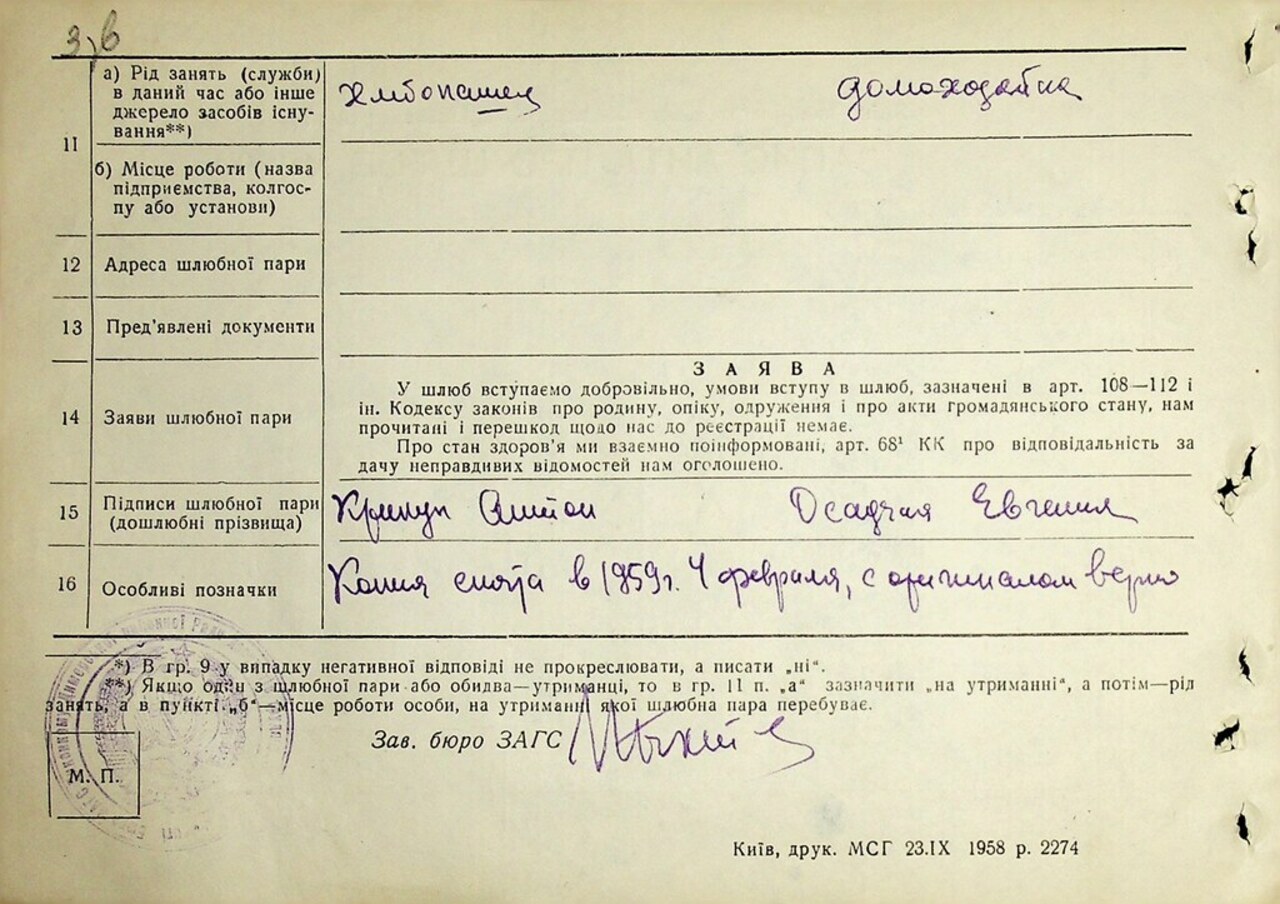 З, в
11
а) Рід занять (служби)
в даний час або інше
джерело засобів існу-
вання**)
хлібопашец
домохозяйка
б) Місце роботи (назва
підприємства, колгос-
пу або установи)
12
Адреса шлюбної пари
13
Пред'явлені документи
14
Заяви шлюбної пари
ЗАЯВА
У шлюб вступаємо добровільно, умови вступу в шлюб, зазначені в арт. 108—112 і
ін. Кодексу законів про родину, опіку, одруження і про акти громадянського стану, нам
прочитані і перешкод щодо нас до реєстрації немає.
Про стан здоров'я ми взаємно поінформовані, арт. 68¹ КК про відповідальність за
дачу неправдивих відомостей нам оголошено.
15
Підписи шлюбної пари
(дошлюбні прізвища)
Антон
Осадчая Евгения
16
Особливі позначки
Копия снята в 1959г. 4 февраля, с оригиналом верно
*) В гр. 9 у випадку негативної відповіді не прокреслювати, а писати „ні“.
**) Якщо один з шлюбної пари або обидва—утриманці, то в гр. 11 п. „а“ зазначити „на утриманні“, а потім—рід
занять, а в пункті „б“—місце роботи особи, на утриманні якої шлюбна пара перебуває.
Зав. бюро ЗАГС
М. П.
Київ, друк. МСГ 23.IX 1958 р. 2274